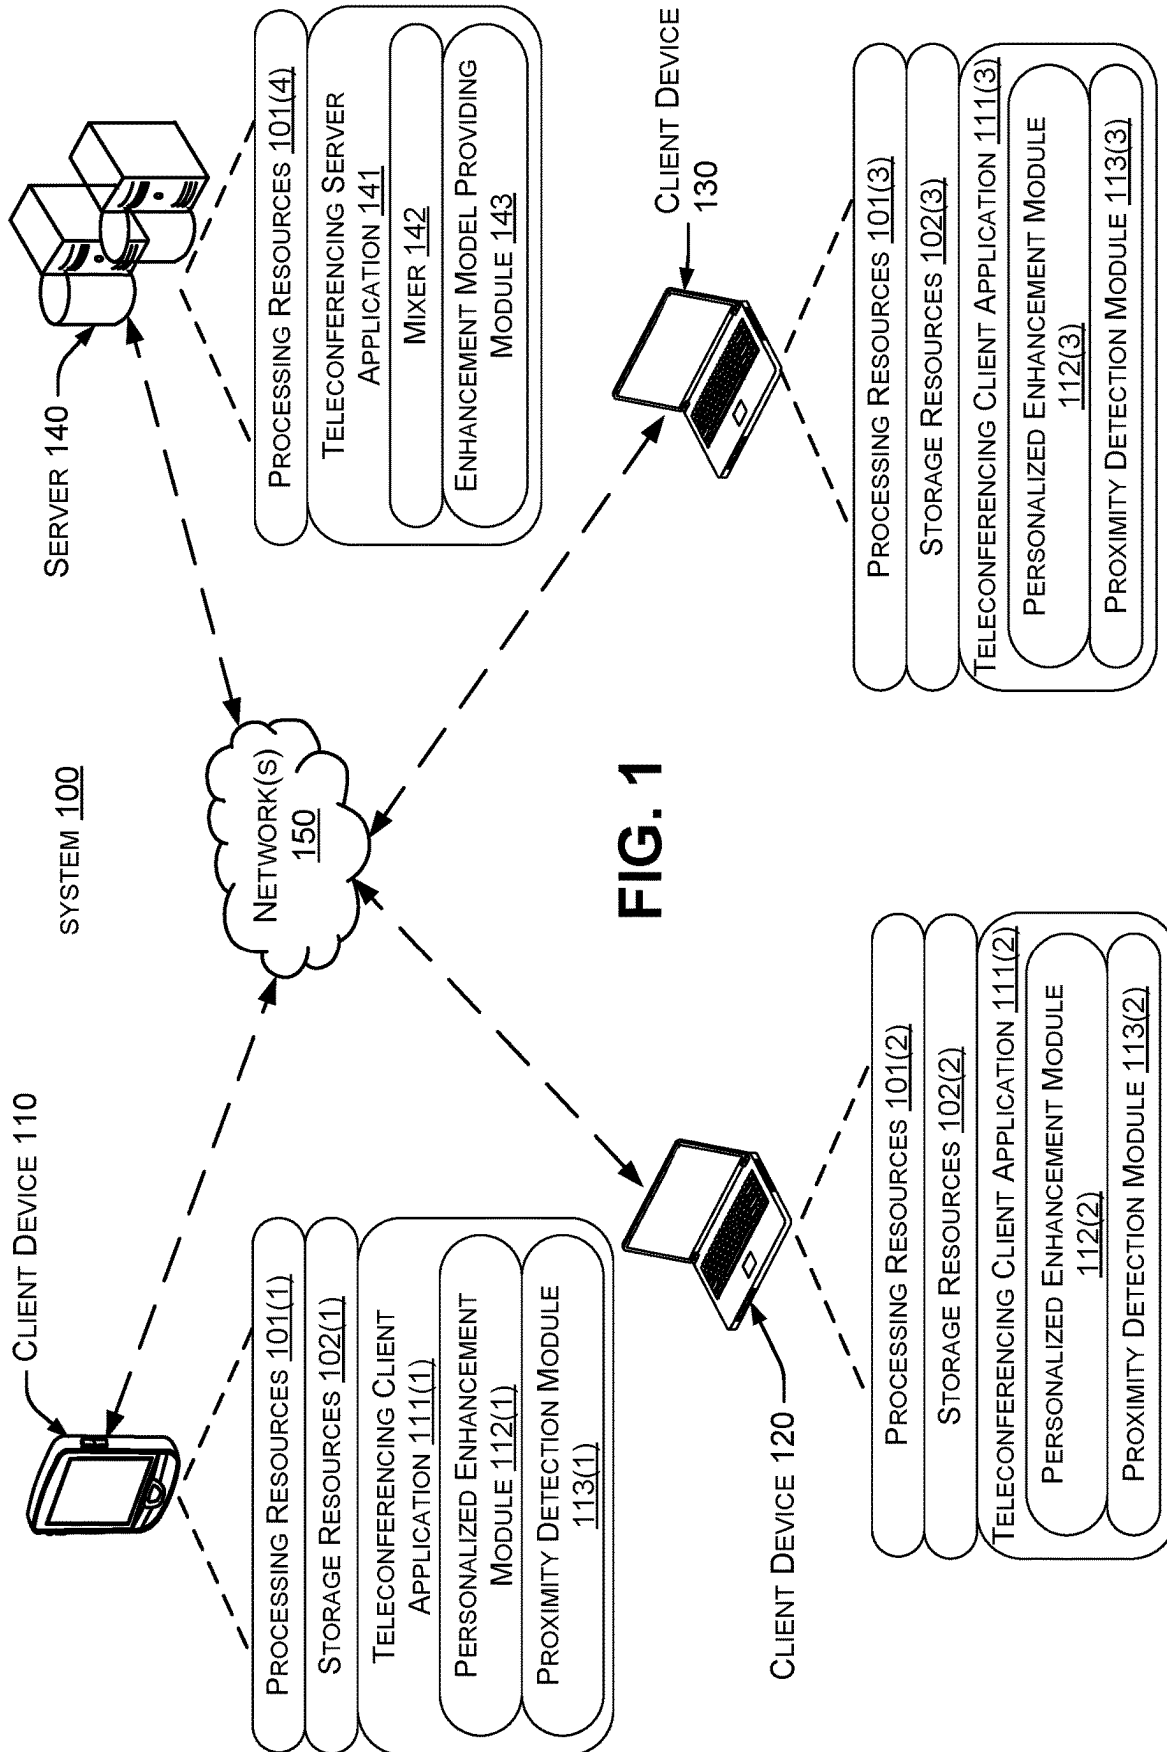 SYSTEM 100
CLIENT DEVICE 110
PROCESSING RESOURCES 101(1)
STORAGE RESOURCES 102(1)
TELECONFERENCING CLIENT
APPLICATION 111(1)
PERSONALIZED ENHANCEMENT
MODULE 112(1)
PROXIMITY DETECTION MODULE
113(1)
NETWORK(S)
150
SERVER 140
PROCESSING RESOURCES 101(4)
TELECONFERENCING SERVER
APPLICATION 141
MIXER 142
ENHANCEMENT MODEL PROVIDING
MODULE 143
CLIENT DEVICE 120
PROCESSING RESOURCES 101(2)
STORAGE RESOURCES 102(2)
TELECONFERENCING CLIENT APPLICATION 111(2)
PERSONALIZED ENHANCEMENT MODULE
112(2)
PROXIMITY DETECTION MODULE 113(2)
CLIENT DEVICE
130
PROCESSING RESOURCES 101(3)
STORAGE RESOURCES 102(3)
TELECONFERENCING CLIENT APPLICATION 111(3)
PERSONALIZED ENHANCEMENT MODULE
112(3)
PROXIMITY DETECTION MODULE 113(3)
FIG. 1